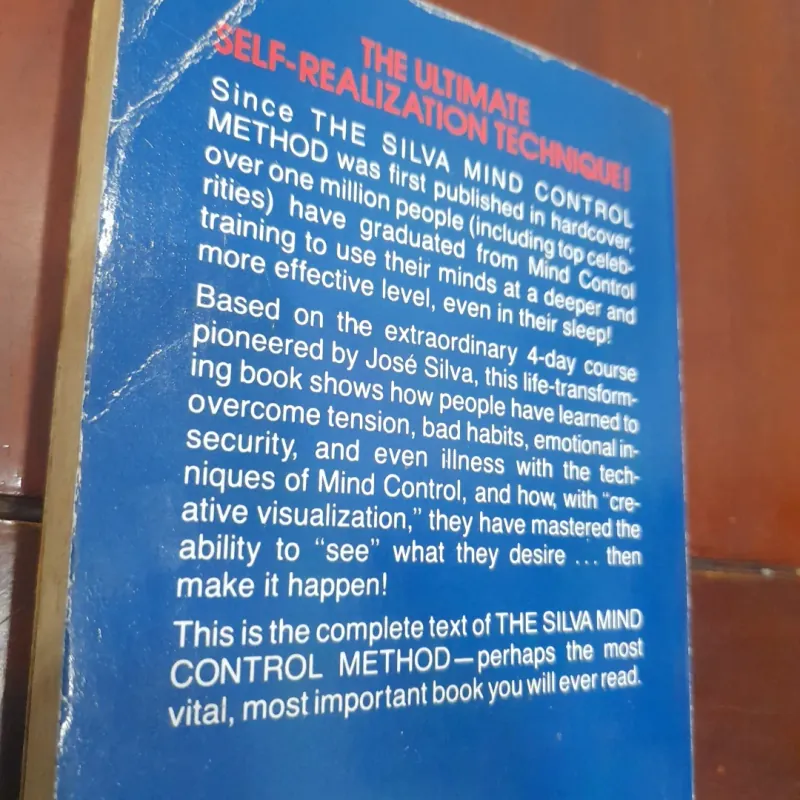 THE ULTIMATE
SELF-REALIZATION TECHNIQUE!
Since THE SILVA MIND CONTROL
METHOD was first published in hardcover,
over one million people (including top celeb-
rities) have graduated from Mind Control
training to use their minds at a deeper and
more effective level, even in their sleep!
Based on the extraordinary 4-day course
pioneered by José Silva, this life-transform-
ing book shows how people have learned to
overcome tension, bad habits, emotional in-
security, and even illness with the tech-
niques of Mind Control, and how, with “cre-
ative visualization,” they have mastered the
ability to “see” what they desire ... then
make it happen!
This is the complete text of THE SILVA MIND
CONTROL METHOD—perhaps the most
vital, most important book you will ever read.